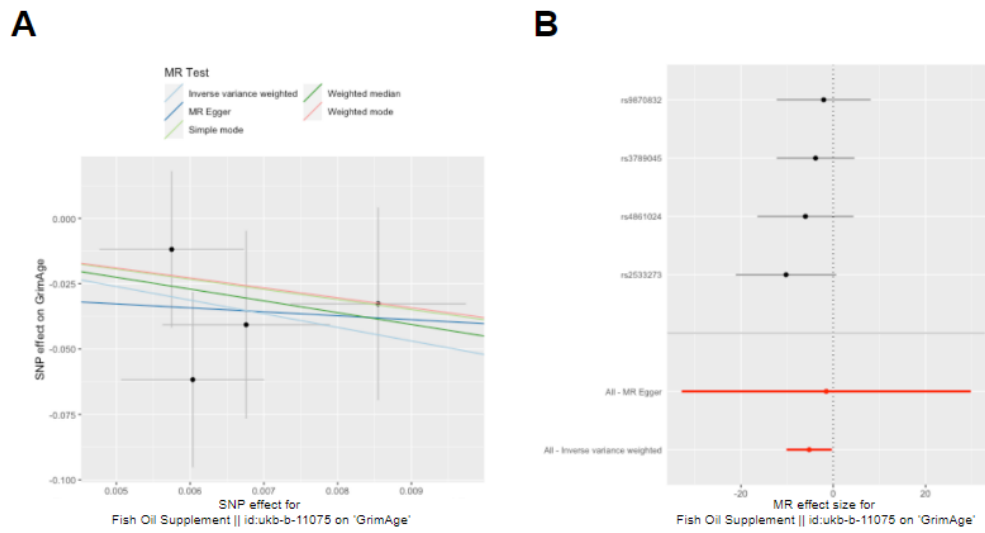 A
B
MR Test
Inverse variance weighted
Weighted median
MR Egger
Weighted mode
Simple mode
SNP effect on GrimAge
0.000
-0.025
-0.050
-0.075
-0.100
0.005
0.006
0.007
0.008
0.009
SNP effect for
Fish Oil Supplement || id:ukb-b-11075 on 'GrimAge'
rs9670832
rs3789045
rs4861024
rs2533273
All - MR Egger
All - Inverse variance weighted
-20
0
20
MR effect size for
Fish Oil Supplement || id:ukb-b-11075 on 'GrimAge'